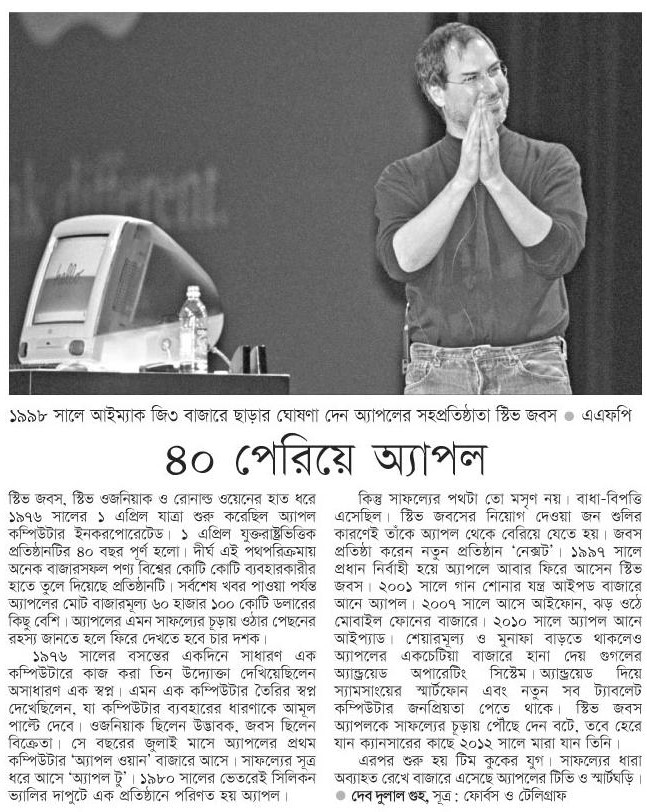 k different.
hello
১৯৯৮ সালে আইম্যাক জি৩ বাজারে ছাড়ার ঘোষণা দেন অ্যাপলের সহপ্রতিষ্ঠাতা স্টিভ জবস ● এএফপি
৪০ পেরিয়ে অ্যাপল
স্টিভ জবস, স্টিভ ওজনিয়াক ও রোনাল্ড ওয়েনের হাত ধরে
১৯৭৬ সালের ১ এপ্রিল যাত্রা শুরু করেছিল অ্যাপল
কম্পিউটার ইনকরপোরেটেড। ১ এপ্রিল যুক্তরাষ্ট্রভিত্তিক
প্রতিষ্ঠানটির ৪০ বছর পূর্ণ হলো। দীর্ঘ এই পথপরিক্রমায়
অনেক বাজারসফল পণ্য বিশ্বের কোটি কোটি ব্যবহারকারীর
হাতে তুলে দিয়েছে প্রতিষ্ঠানটি। সর্বশেষ খবর পাওয়া পর্যন্ত
অ্যাপলের মোট বাজারমূল্য ৬০ হাজার ১০০ কোটি ডলারের
কিছু বেশি। অ্যাপলের এমন সাফল্যের চূড়ায় ওঠার পেছনের
রহস্য জানতে হলে ফিরে দেখতে হবে চার দশক।
১৯৭৬ সালের বসন্তের একদিনে সাধারণ এক
কম্পিউটারে কাজ করা তিন উদ্যোক্তা দেখিয়েছিলেন
অসাধারণ এক স্বপ্ন। এমন এক কম্পিউটার তৈরির স্বপ্ন
দেখেছিলেন, যা কম্পিউটার ব্যবহারের ধারণাকে আমূল
পাল্টে দেবে। ওজনিয়াক ছিলেন উদ্ভাবক, জবস ছিলেন
বিক্রেতা। সে বছরের জুলাই মাসে অ্যাপলের প্রথম
কম্পিউটার ‘অ্যাপল ওয়ান’ বাজারে আসে। সাফল্যের সূত্র
ধরে আসে ‘অ্যাপল টু’। ১৯৮০ সালের ভেতরেই সিলিকন
ভ্যালির দাপুটে এক প্রতিষ্ঠানে পরিণত হয় অ্যাপল।
কিন্তু সাফল্যের পথটা তো মসৃণ নয়। বাধা-বিপত্তি
এসেছিল। স্টিভ জবসের নিয়োগ দেওয়া জন স্কুলির
কারণেই তাঁকে অ্যাপল থেকে বেরিয়ে যেতে হয়। জবস
প্রতিষ্ঠা করেন নতুন প্রতিষ্ঠান ‘নেক্সট’। ১৯৯৭ সালে
প্রধান নির্বাহী হয়ে অ্যাপলে আবার ফিরে আসেন স্টিভ
জবস। ২০০১ সালে গান শোনার যন্ত্র আইপড বাজারে
আনে অ্যাপল। ২০০৭ সালে আসে আইফোন, ঝড় ওঠে
মোবাইল ফোনের বাজারে। ২০১০ সালে অ্যাপল আনে
আইপ্যাড। শেয়ারমূল্য ও মুনাফা বাড়তে থাকলেও
অ্যাপলের একচেটিয়া বাজারে হানা দেয় গুগলের
অ্যান্ড্রয়েড অপারেটিং সিস্টেম। অ্যান্ড্রয়েড দিয়ে
স্যামসাংয়ের স্মার্টফোন এবং নতুন সব ট্যাবলেট
কম্পিউটার জনপ্রিয়তা পেতে থাকে। স্টিভ জবস
অ্যাপলকে সাফল্যের চূড়ায় পৌঁছে দেন বটে, তবে হেরে
যান ক্যানসারের কাছে ২০১২ সালে মারা যান তিনি।
এরপর শুরু হয় টিম কুকের যুগ। সাফল্যের ধারা
অব্যাহত রেখে বাজারে এসেছে অ্যাপলের টিভি ও স্মার্টঘড়ি।
● দেব দুলাল গুহ, সূত্র : ফোর্বস ও টেলিগ্রাফ